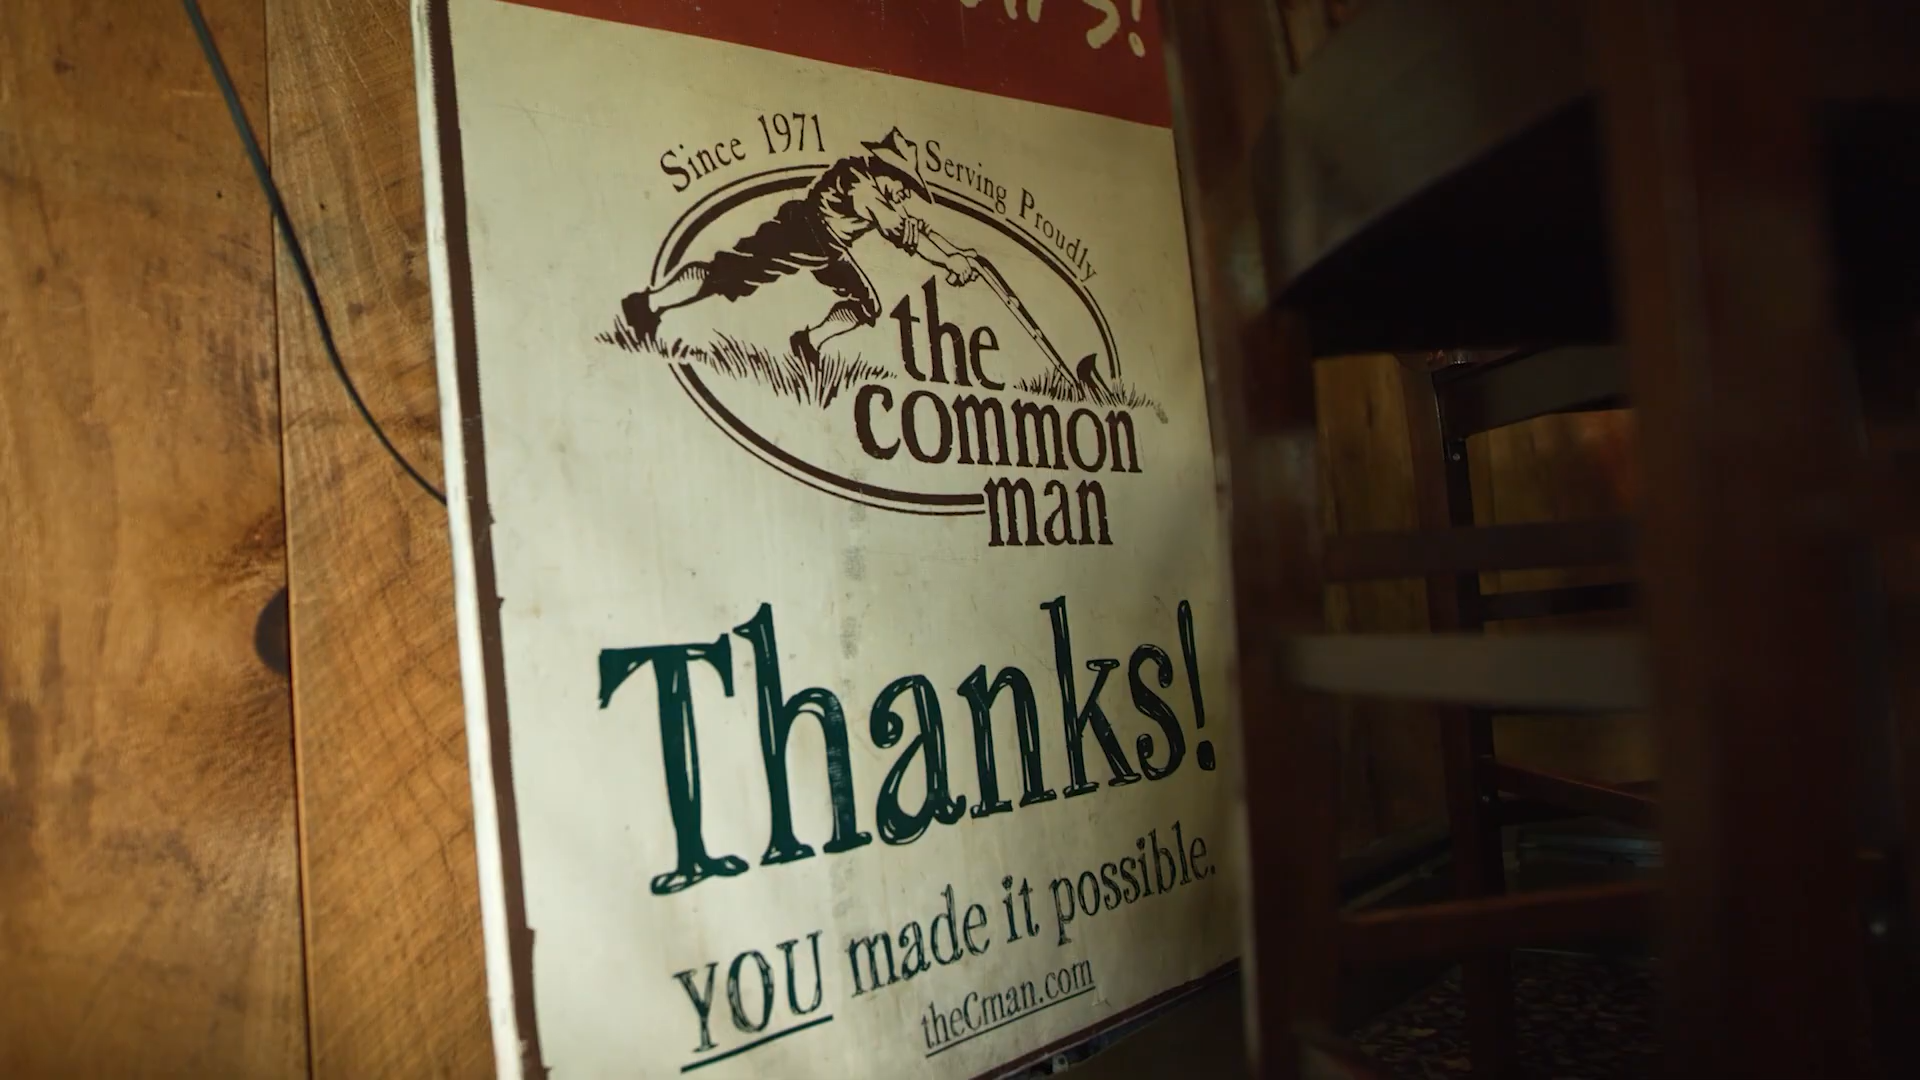 Since 1971
Serving Proudly
the
common
man
Thanks!
YOU made it possible.
theCman.com